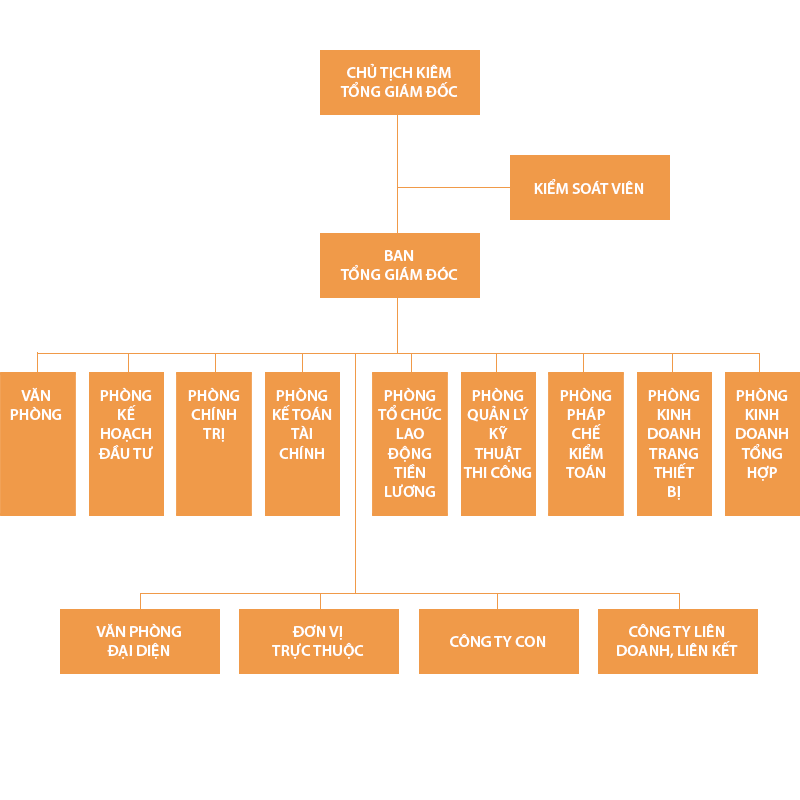 CHỦ TỊCH KIÊM
TỔNG GIÁM ĐỐC
KIỂM SOÁT VIÊN
BAN
TỔNG GIÁM ĐỐC
VĂN
PHÒNG
PHÒNG
KẾ
HOẠCH
ĐẦU TƯ
PHÒNG
CHÍNH
TRỊ
PHÒNG
KẾ TOÁN
TÀI
CHÍNH
PHÒNG
TỔ CHỨC
LAO
ĐỘNG
TIỀN
LƯƠNG
PHÒNG
QUẢN LÝ
KỸ
THUẬT
THI CÔNG
PHÒNG
PHÁP
CHẾ
KIỂM
TOÁN
PHÒNG
KINH
DOANH
TRANG
THIẾT
BỊ
PHÒNG
KINH
DOANH
TỔNG
HỢP
VĂN PHÒNG
ĐẠI DIỆN
ĐƠN VỊ
TRỰC THUỘC
CÔNG TY CON
CÔNG TY LIÊN
DOANH, LIÊN KẾT